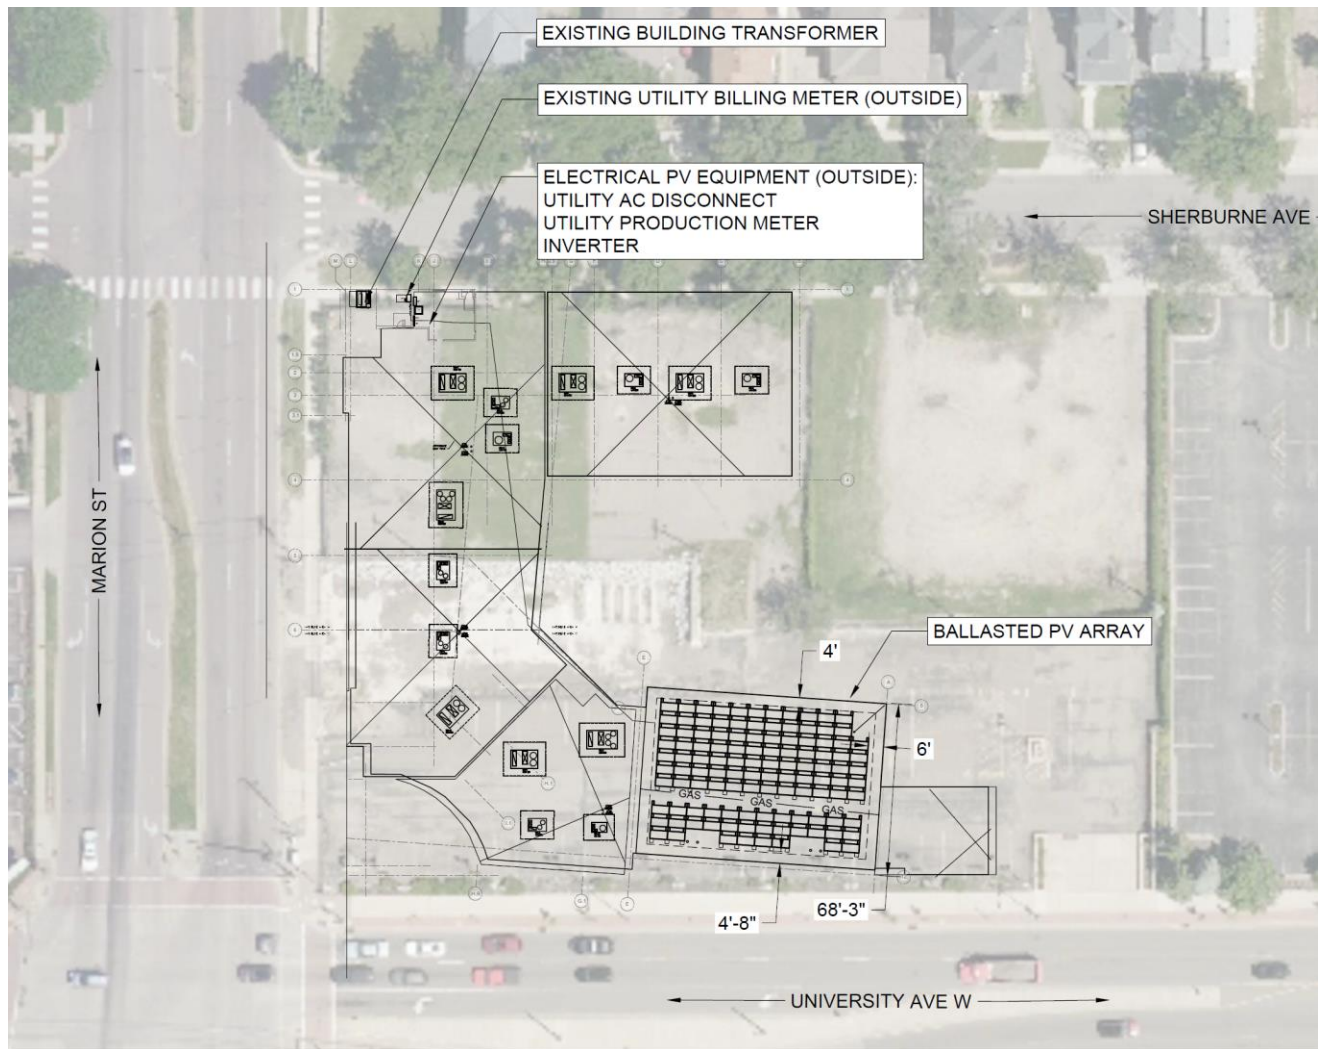 EXISTING BUILDING TRANSFORMER
EXISTING UTILITY BILLING METER (OUTSIDE)
ELECTRICAL PV EQUIPMENT (OUTSIDE):
UTILITY AC DISCONNECT
UTILITY PRODUCTION METER
INVERTER
SHERBURNE AVE
MARION ST
BALLASTED PV ARRAY
4'
6'
GAS
GAS
GAS
4'-8"
68'-3"
UNIVERSITY AVE W